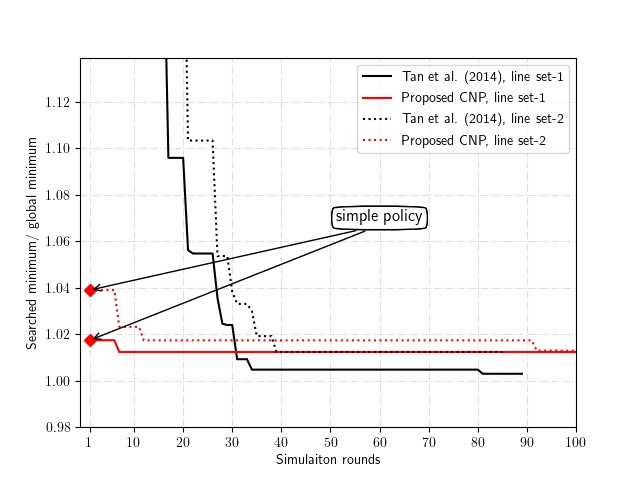 Tan et al. (2014), line set-1
Proposed CNP, line set-1
Tan et al. (2014), line set-2
Proposed CNP, line set-2
simple policy
Searched minimum/ global minimum
1.12
1.10
1.08
1.06
1.04
1.02
1.00
0.98
1 10 20 30 40 50 60 70 80 90 100
Simulaiton rounds